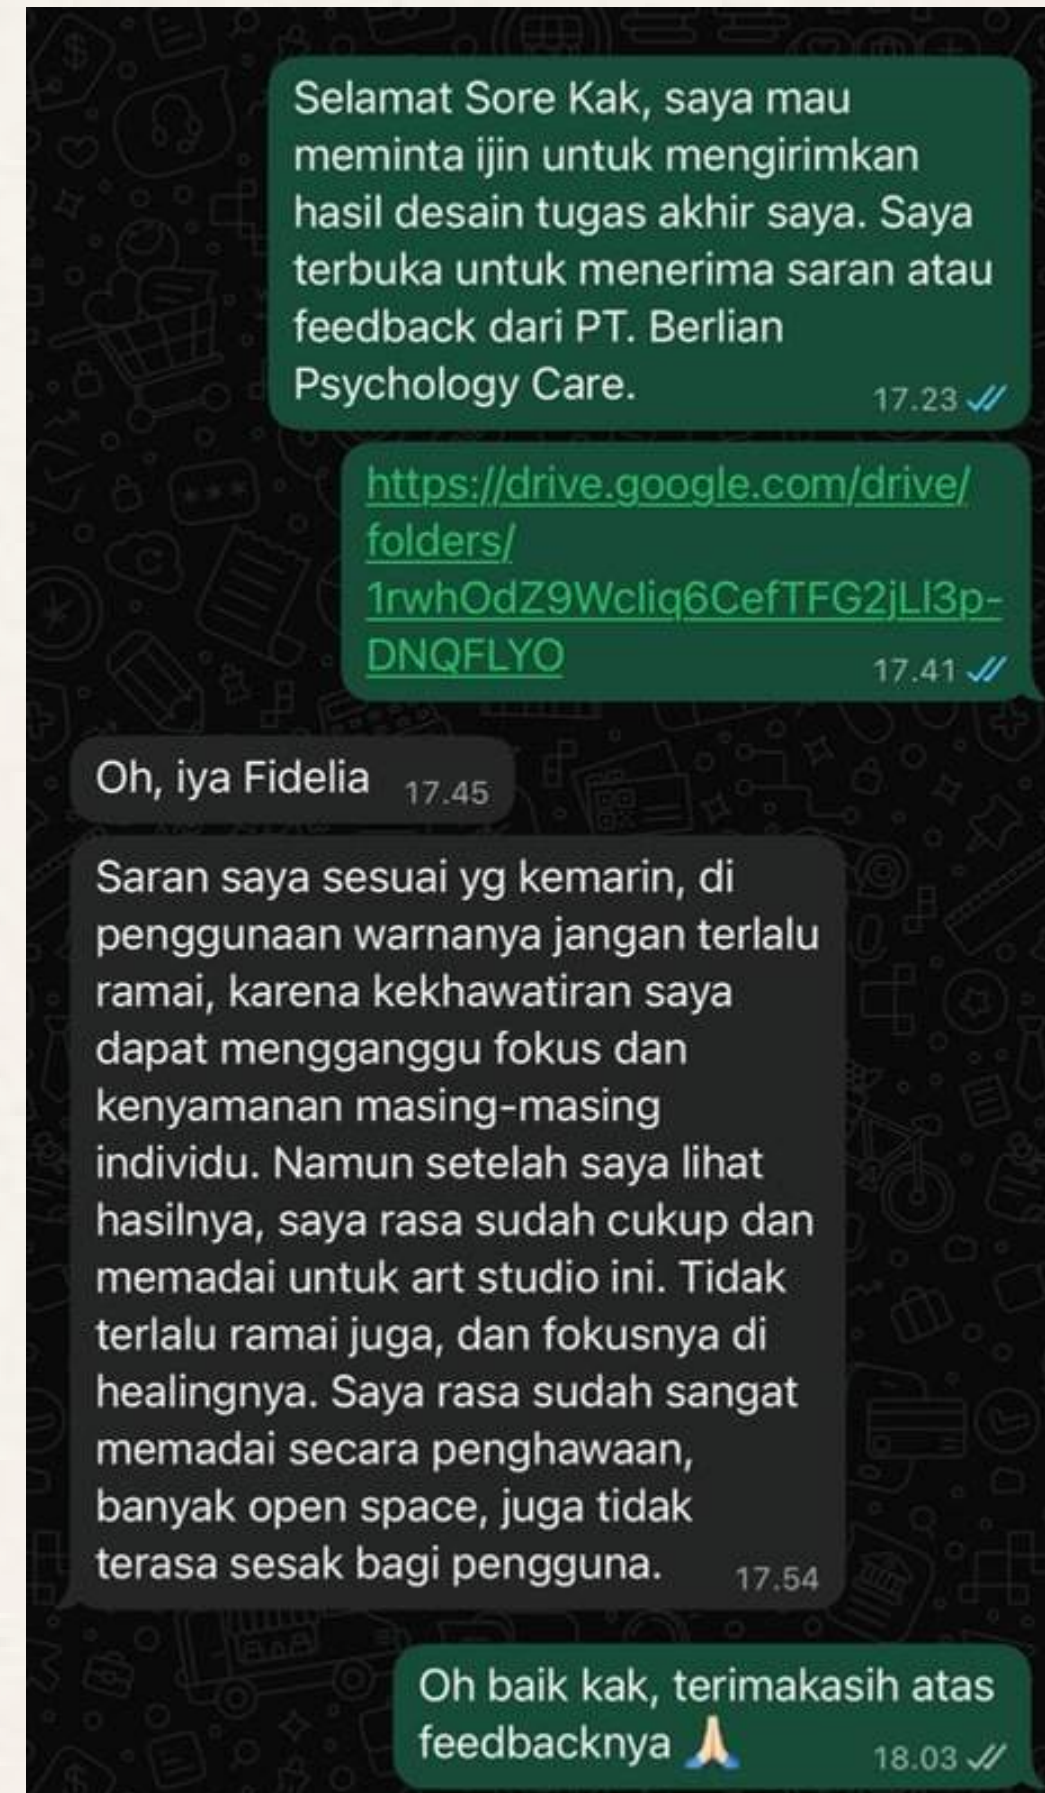 Selamat Sore Kak, saya mau
meminta ijin untuk mengirimkan
hasil desain tugas akhir saya. Saya
terbuka untuk menerima saran atau
feedback dari PT. Berlian
Psychology Care.
17.23
https://drive.google.com/drive/
folders/
1rwhOdZ9Wcliq6CefTFG2jLl3p-
DNQFLYO
17.41
Oh, iya Fidelia 17.45
Saran saya sesuai yg kemarin, di
penggunaan warnanya jangan terlalu
ramai, karena kekhawatiran saya
dapat mengganggu fokus dan
kenyamanan masing-masing
individu. Namun setelah saya lihat
hasilnya, saya rasa sudah cukup dan
memadai untuk art studio ini. Tidak
terlalu ramai juga, dan fokusnya di
healingnya. Saya rasa sudah sangat
memadai secara penghawaan,
banyak open space, juga tidak
terasa sesak bagi pengguna.
17.54
Oh baik kak, terimakasih atas
feedbacknya 🙏🏻
18.03